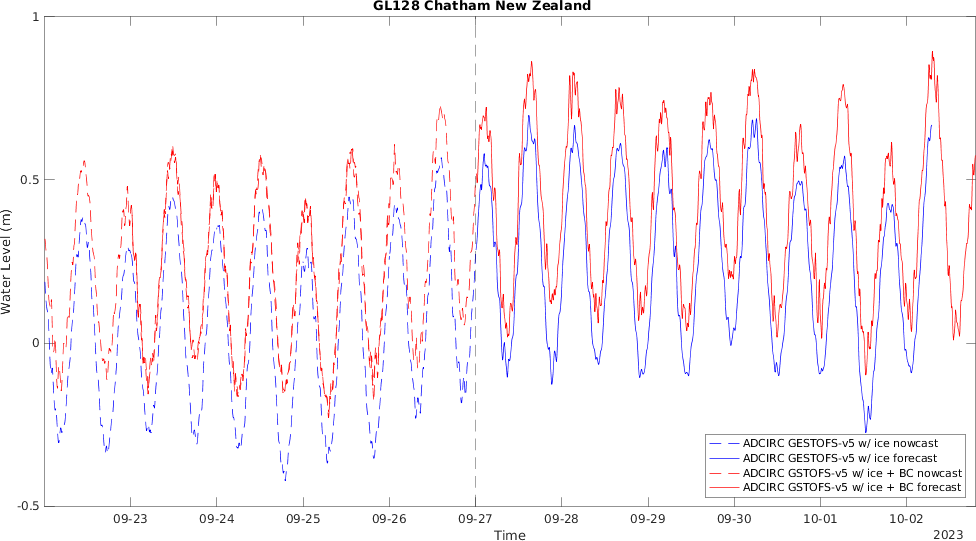 GL128 Chatham New Zealand
1
0.5
0
-0.5
Water Level (m)
09-23 09-24 09-25 09-26 09-27 09-28 09-29 09-30 10-01 10-02
Time
2023
ADCIRC GESTOFS-v5 w/ ice nowcast
ADCIRC GESTOFS-v5 w/ ice forecast
ADCIRC GSTOFS-v5 w/ ice + BC nowcast
ADCIRC GSTOFS-v5 w/ ice + BC forecast